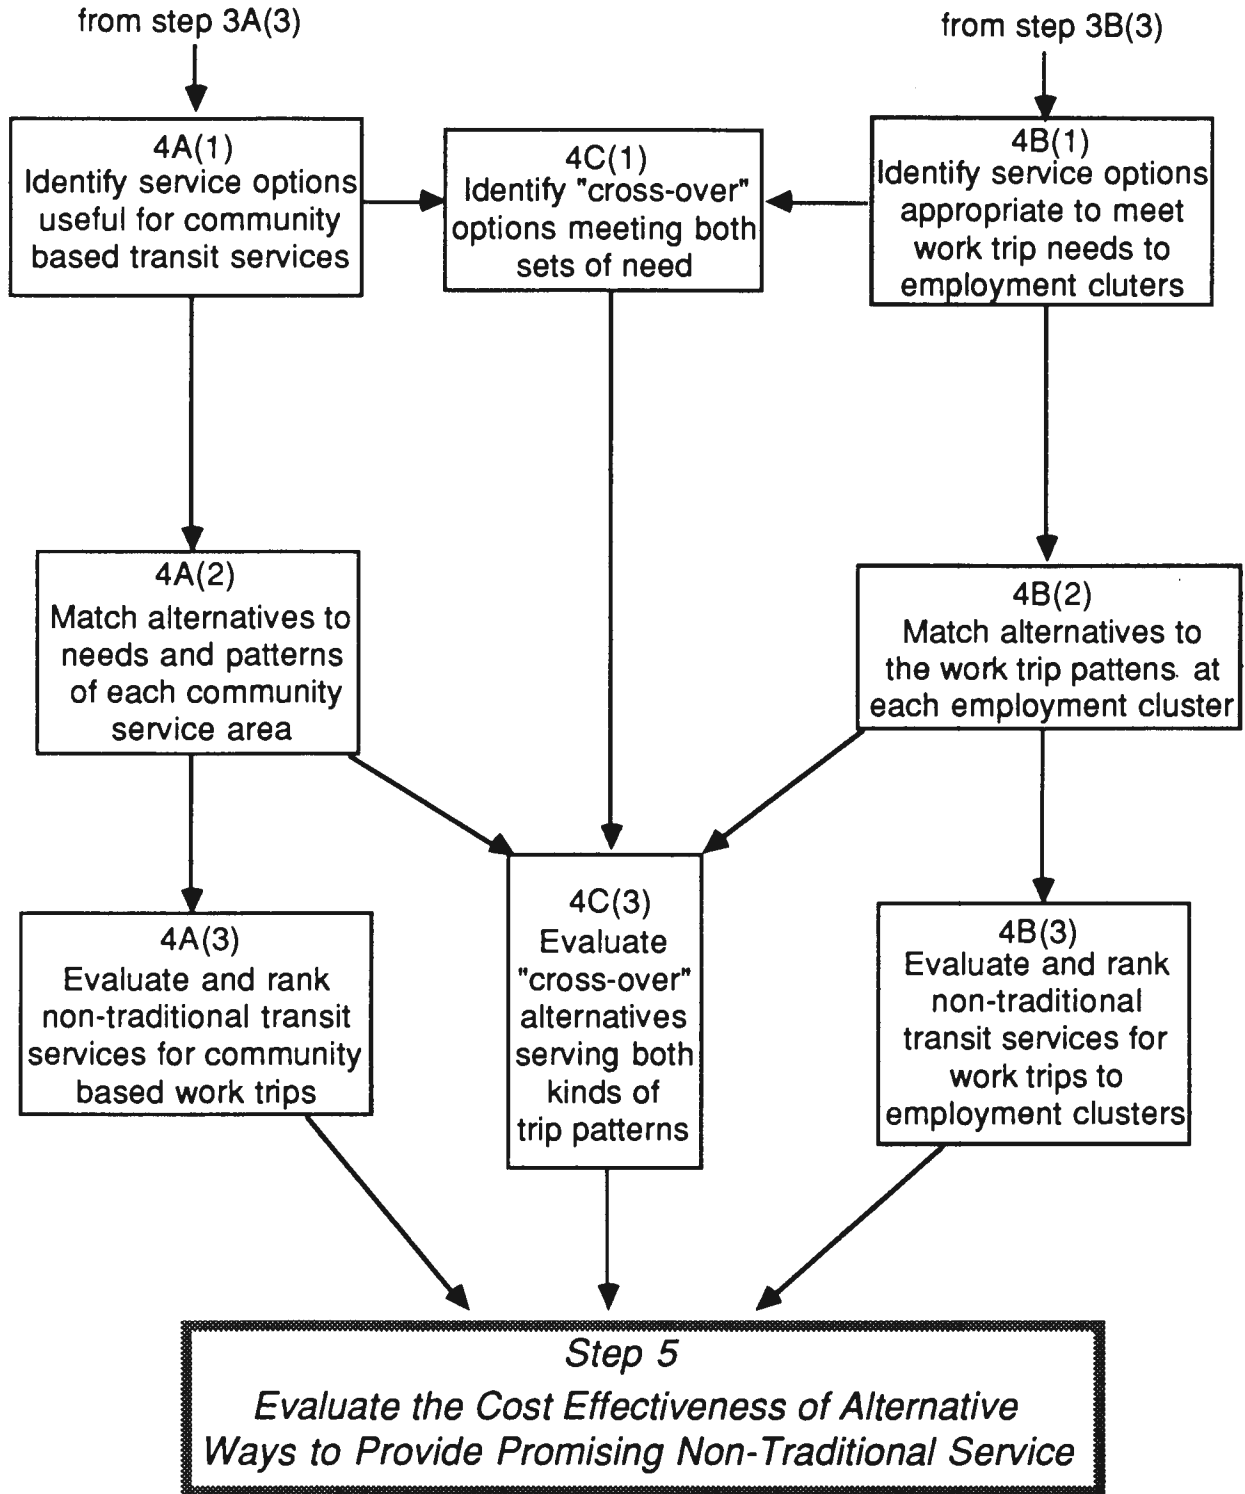 from step 3A(3)
from step 3B(3)
4A(1)
Identify service options
useful for community
based transit services
4C(1)
Identify "cross-over"
options meeting both
sets of need
4B(1)
Identify service options
appropriate to meet
work trip needs to
employment cluters
4A(2)
Match alternatives to
needs and patterns
of each community
service area
4B(2)
Match alternatives to
the work trip pattens at
each employment cluster
4A(3)
Evaluate and rank
non-traditional transit
services for community
based work trips
4C(3)
Evaluate
"cross-over"
alternatives
serving both
kinds of
trip patterns
4B(3)
Evaluate and rank
non-traditional
transit services for
work trips to
employment clusters
Step 5
Evaluate the Cost Effectiveness of Alternative
Ways to Provide Promising Non-Traditional Service